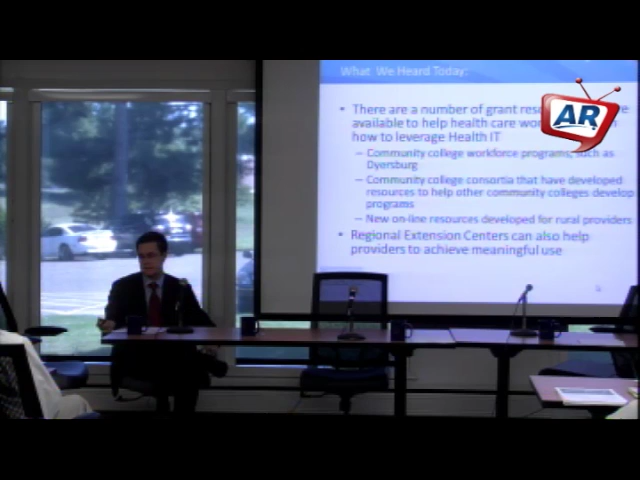 What We Heard Today:
AR
• There are a number of grant
available to help health care
how to leverage Health IT
– Community college workforce programs, such as
Dyersburg
– Community college consortia that have developed
resources to help other community colleges develop
programs
– New on-line resources developed for rural providers
• Regional Extension Centers can also help
providers to achieve meaningful use